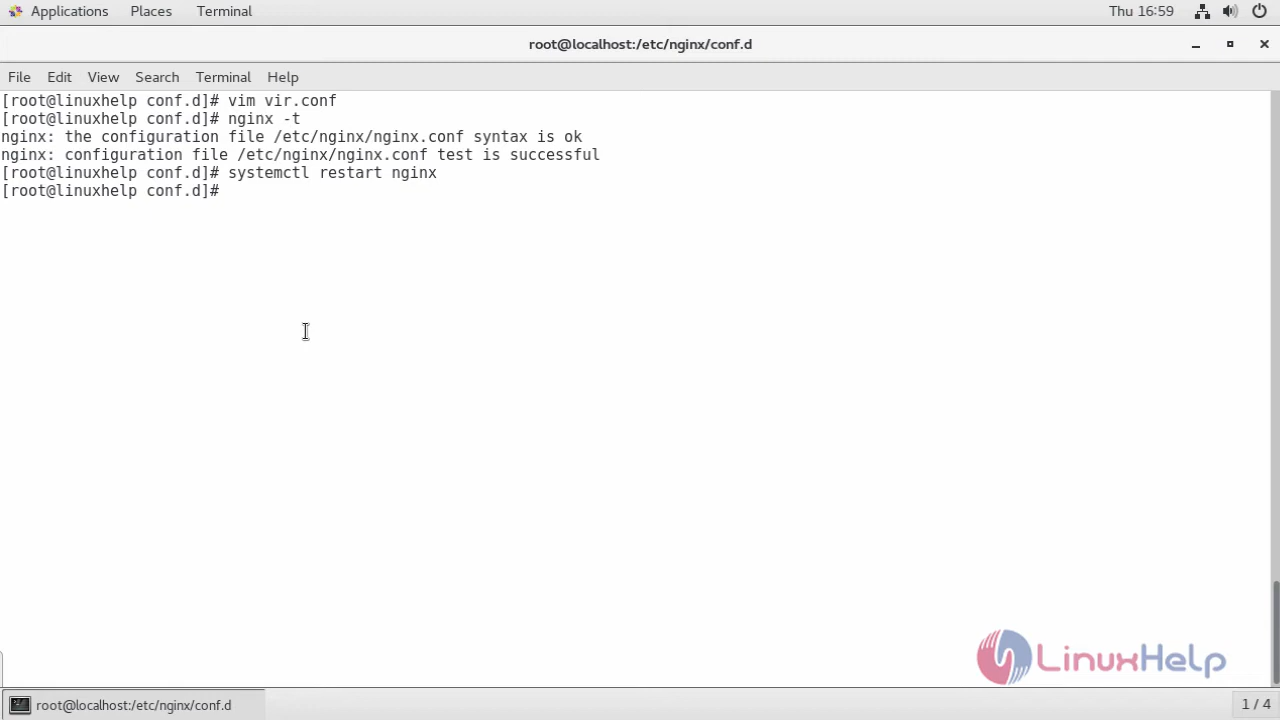 Applications Places Terminal Thu 16:59
root@localhost:/etc/nginx/conf.d
File Edit View Search Terminal Help
[root@linuxhelp conf.d]# vim vir.conf
[root@linuxhelp conf.d]# nginx -t
nginx: the configuration file /etc/nginx/nginx.conf syntax is ok
nginx: configuration file /etc/nginx/nginx.conf test is successful
[root@linuxhelp conf.d]# systemctl restart nginx
[root@linuxhelp conf.d]#
LinuxHelp
root@localhost:/etc/nginx/conf.d 1 / 4